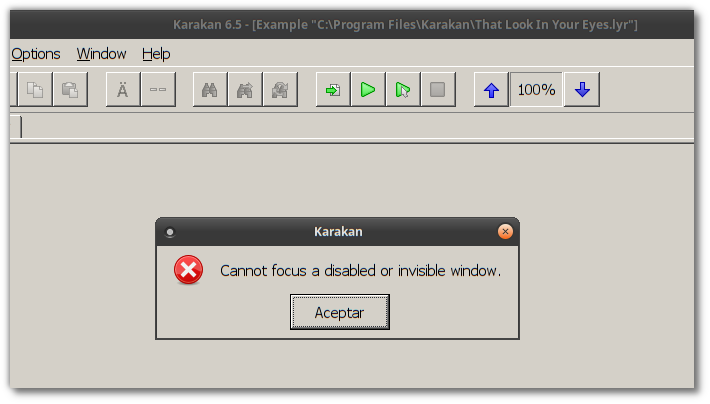 Karakan 6.5 - [Example "C:\Program Files\Karakan\That Look In Your Eyes.lyr"]
Options Window Help
Ä 100%
Karakan
Cannot focus a disabled or invisible window.
Aceptar